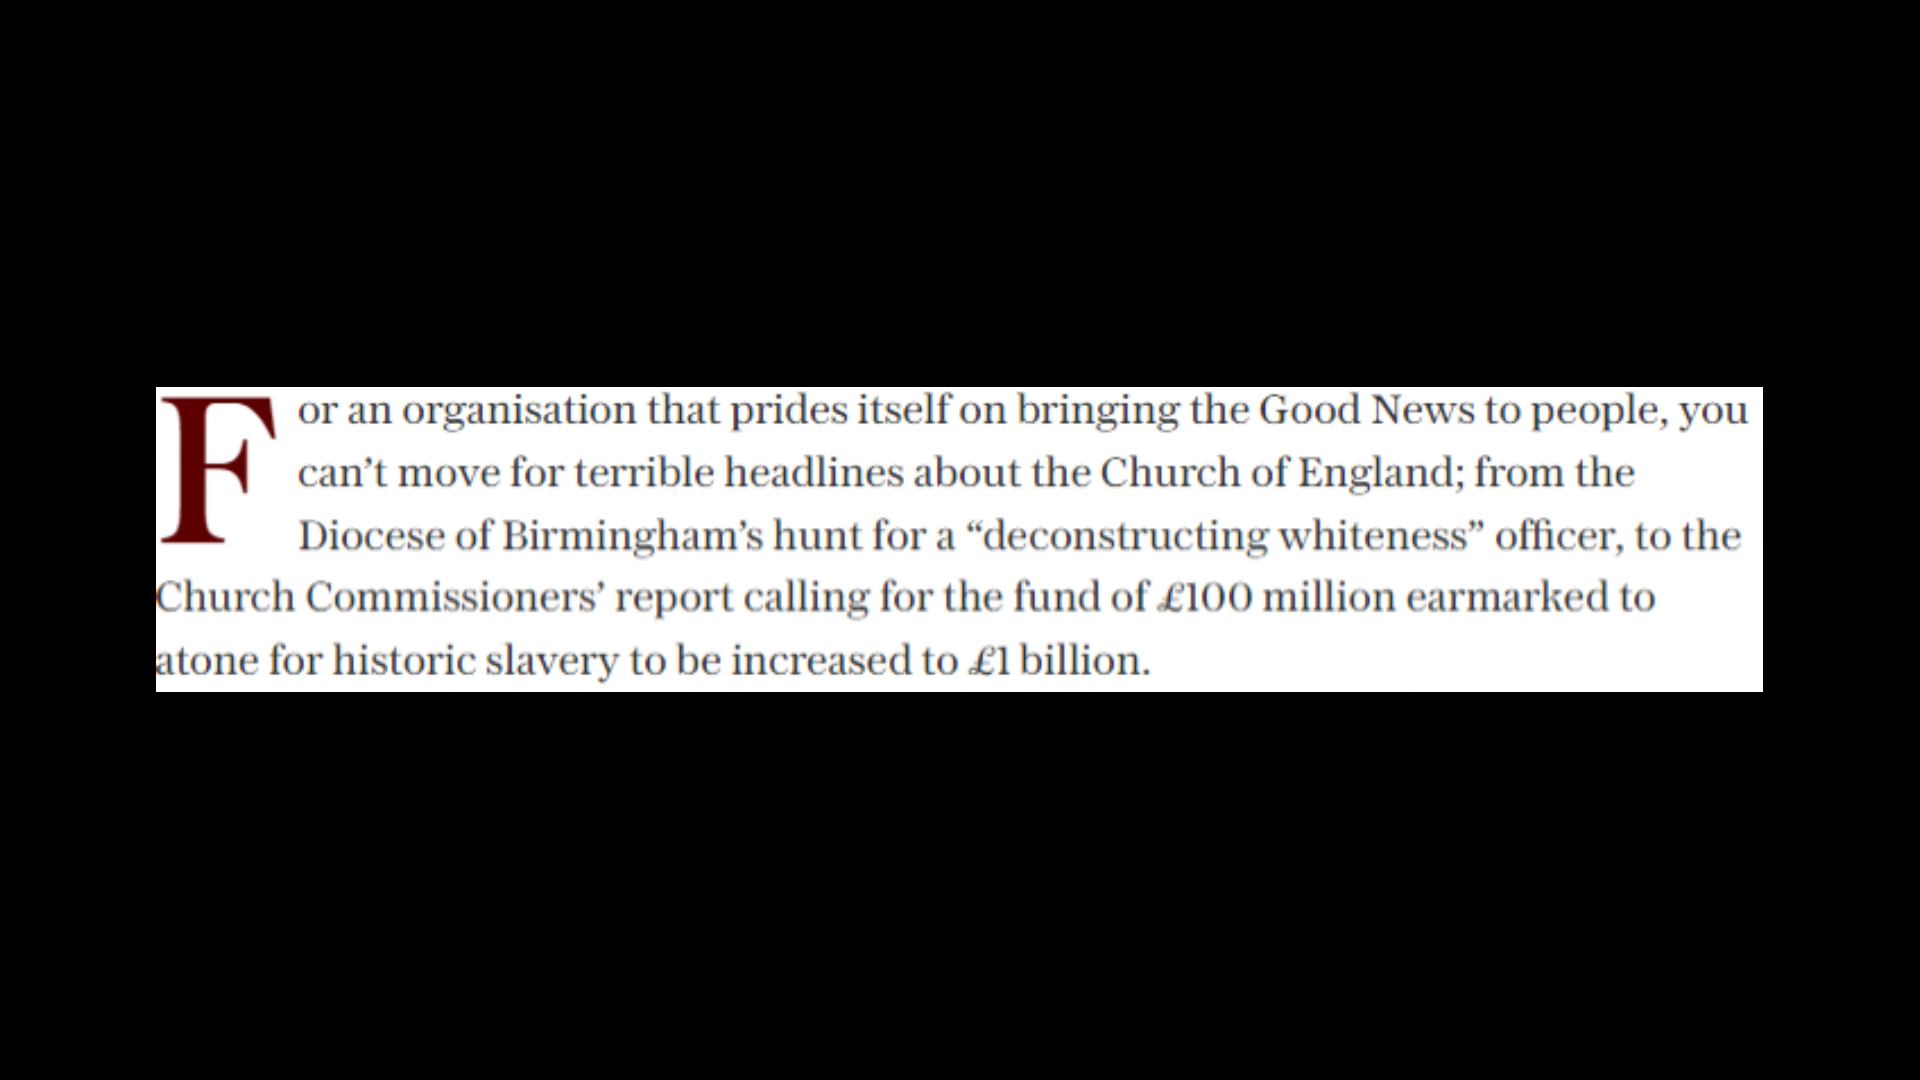 For an organisation that prides itself on bringing the Good News to people, you
can’t move for terrible headlines about the Church of England; from the
Diocese of Birmingham’s hunt for a “deconstructing whiteness” officer, to the
Church Commissioners’ report calling for the fund of £100 million earmarked to
atone for historic slavery to be increased to £1 billion.